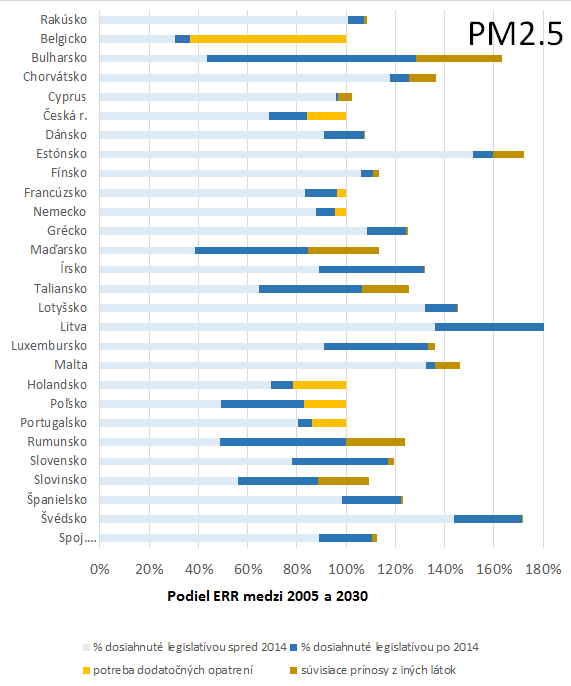 PM2.5
Rakúsko
Belgicko
Bulharsko
Chorvátsko
Cyprus
Česká r.
Dánsko
Estónsko
Fínsko
Francúzsko
Nemecko
Grécko
Maďarsko
Írsko
Taliansko
Lotyšsko
Litva
Luxembursko
Malta
Holandsko
Poľsko
Portugalsko
Rumunsko
Slovensko
Slovinsko
Španielsko
Švédsko
Spoj....
0% 20% 40% 60% 80% 100% 120% 140% 160% 180%
Podiel ERR medzi 2005 a 2030
% dosiahnuté legislatívou spred 2014 % dosiahnuté legislatívou po 2014
potreba dodatočných opatrení súvisiace prínosy z iných látok